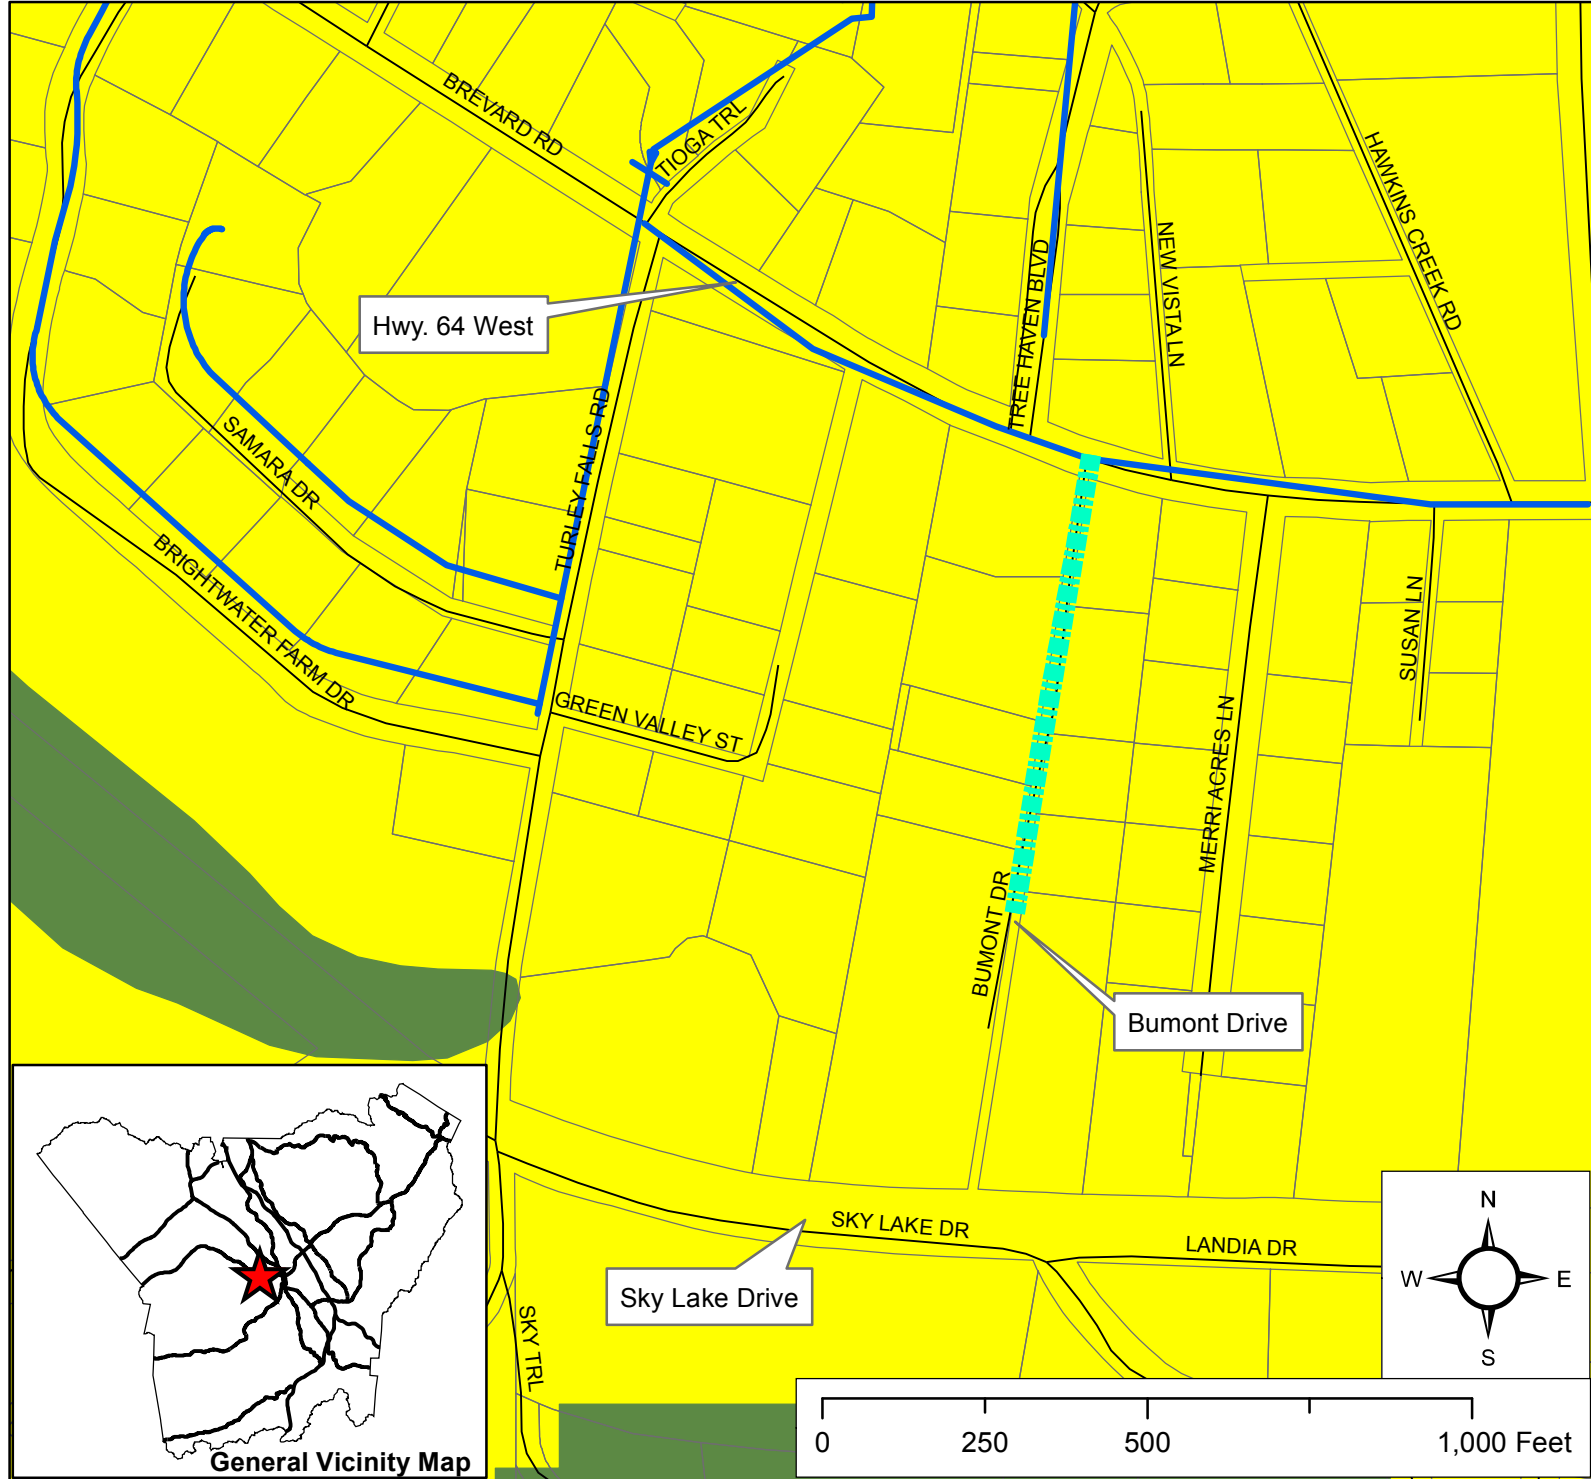 BREVARD RD
TIOGA TRL
HAWKINS CREEK RD
NEW VISTA LN
TREE HAVEN BLVD
Hwy. 64 West
TURLEY FALLS RD
SAMARA DR
BRIGHTWATER FARM DR
SUSAN LN
GREEN VALLEY ST
MERRI ACRES LN
BUMONT DR
Bumont Drive
SKY LAKE DR
LANDIA DR
Sky Lake Drive
SKY TRL
N
W E
S
0 250 500 1,000 Feet
General Vicinity Map